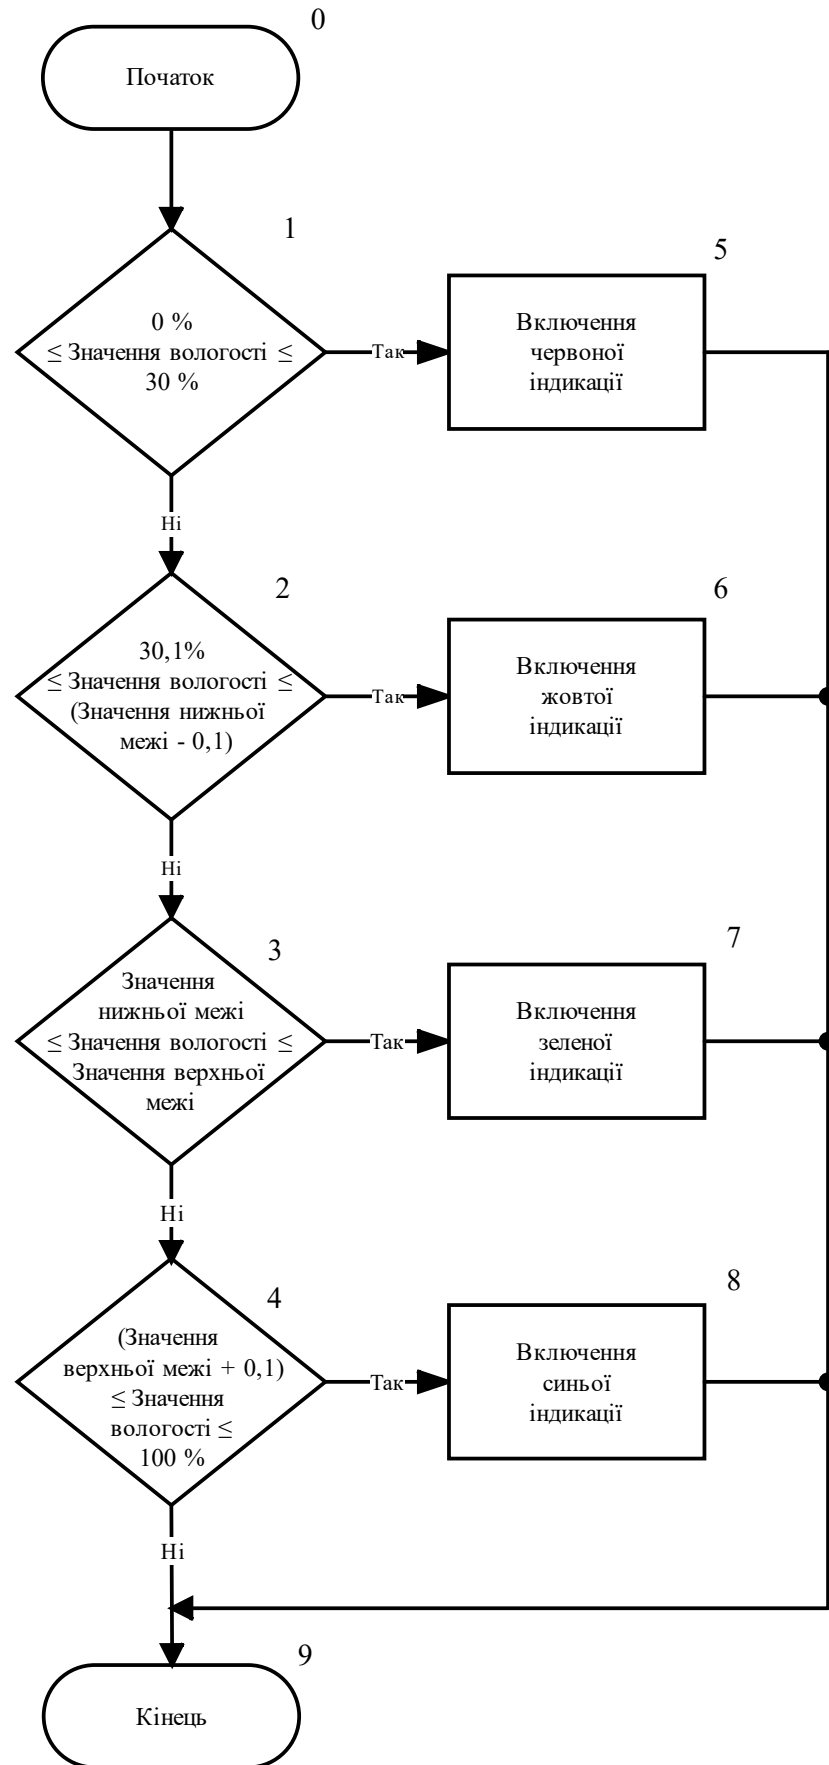 0
Початок
1
0 %
≤ Значення вологості ≤
30 %
Так
5
Включення
червоної
індикації
Ні
2
30,1%
≤ Значення вологості ≤
(Значення нижньої
межі - 0,1)
Так
6
Включення
жовтої
індикації
Ні
3
Значення
нижньої межі
≤ Значення вологості ≤
Значення верхньої
межі
Так
7
Включення
зеленої
індикації
Ні
4
(Значення
верхньої межі + 0,1)
≤ Значення
вологості ≤
100 %
Так
8
Включення
синьої
індикації
Ні
9
Кінець